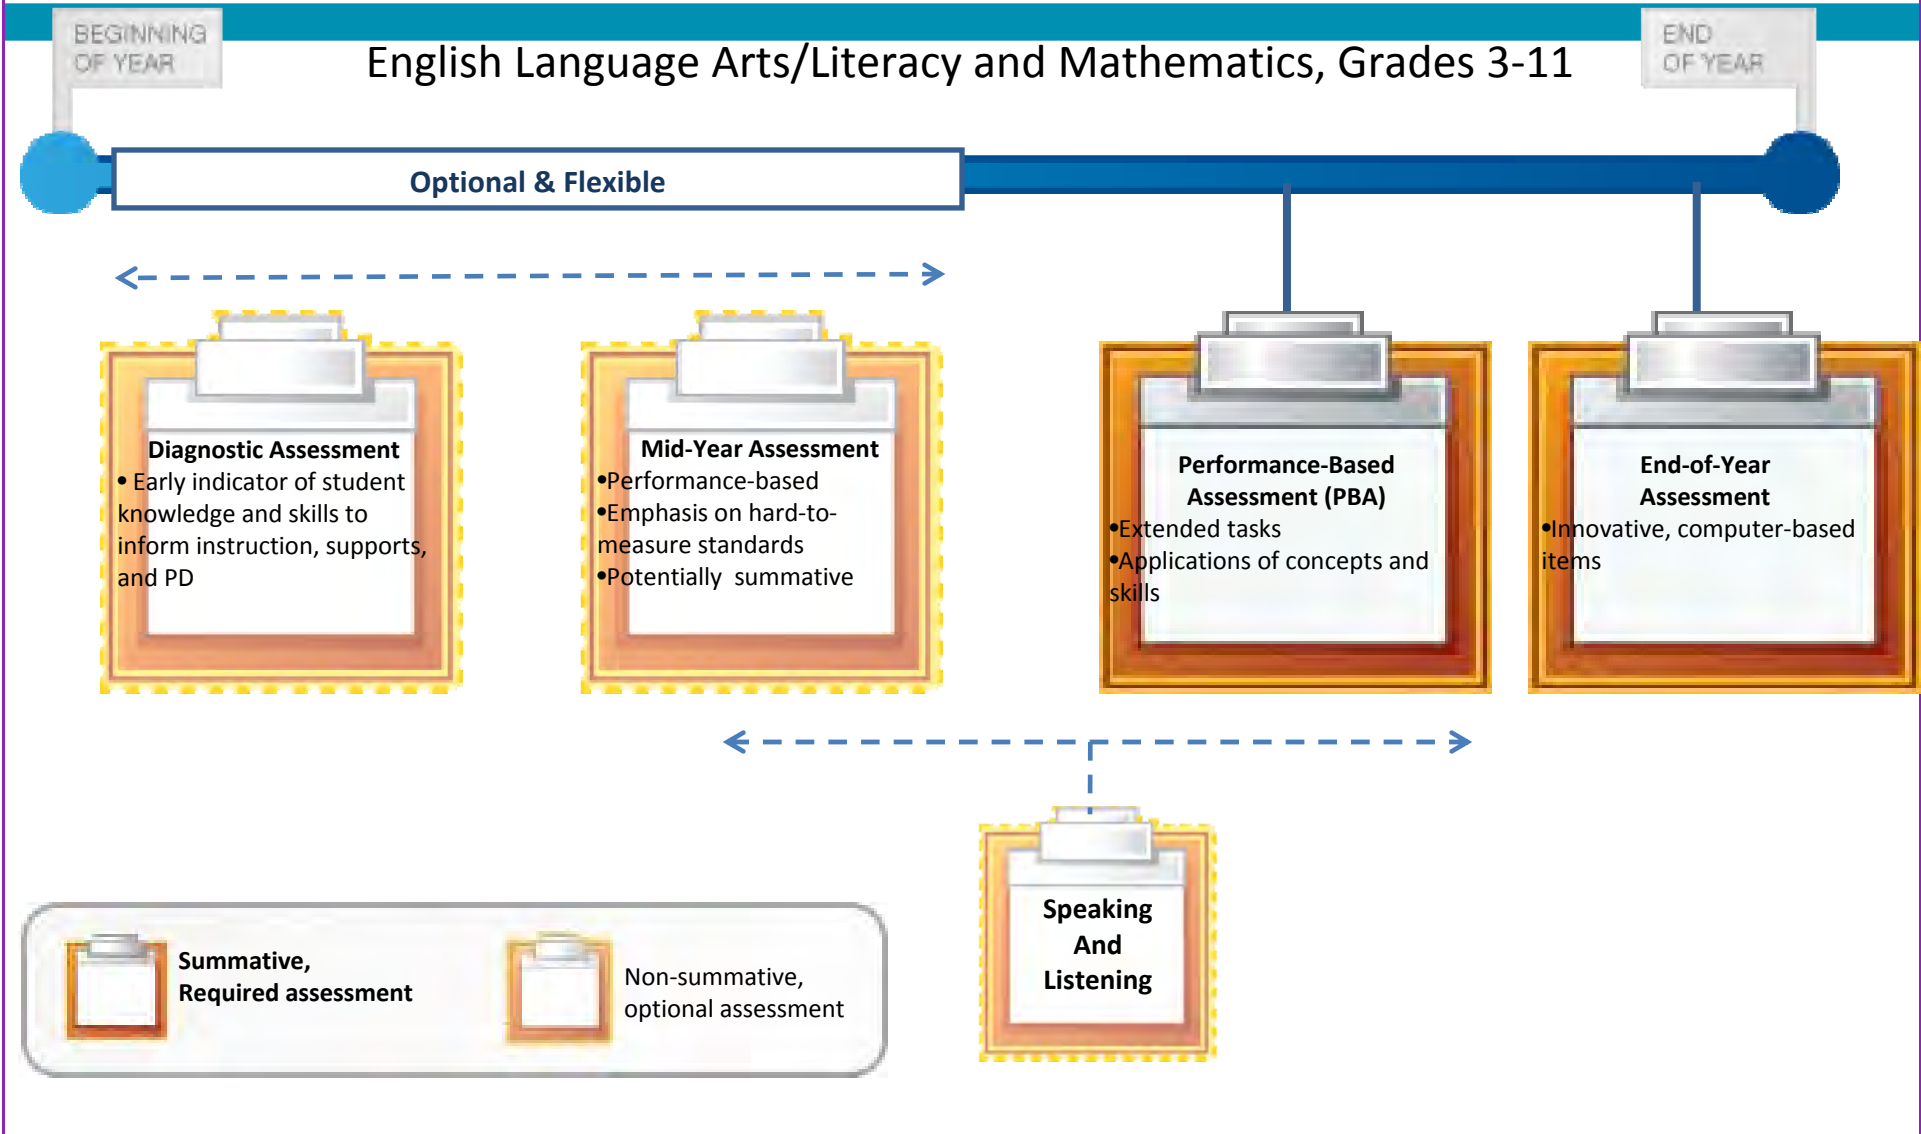 BEGINNING
OF YEAR
English Language Arts/Literacy and Mathematics, Grades 3-11
END
OF YEAR
Optional & Flexible
Diagnostic Assessment
• Early indicator of student
knowledge and skills to
inform instruction, supports,
and PD
Mid-Year Assessment
•Performance-based
•Emphasis on hard-to-
measure standards
•Potentially summative
Performance-Based
Assessment (PBA)
•Extended tasks
•Applications of concepts and
skills
End-of-Year
Assessment
•Innovative, computer-based
items
Speaking
And
Listening
Summative,
Required assessment
Non-summative,
optional assessment